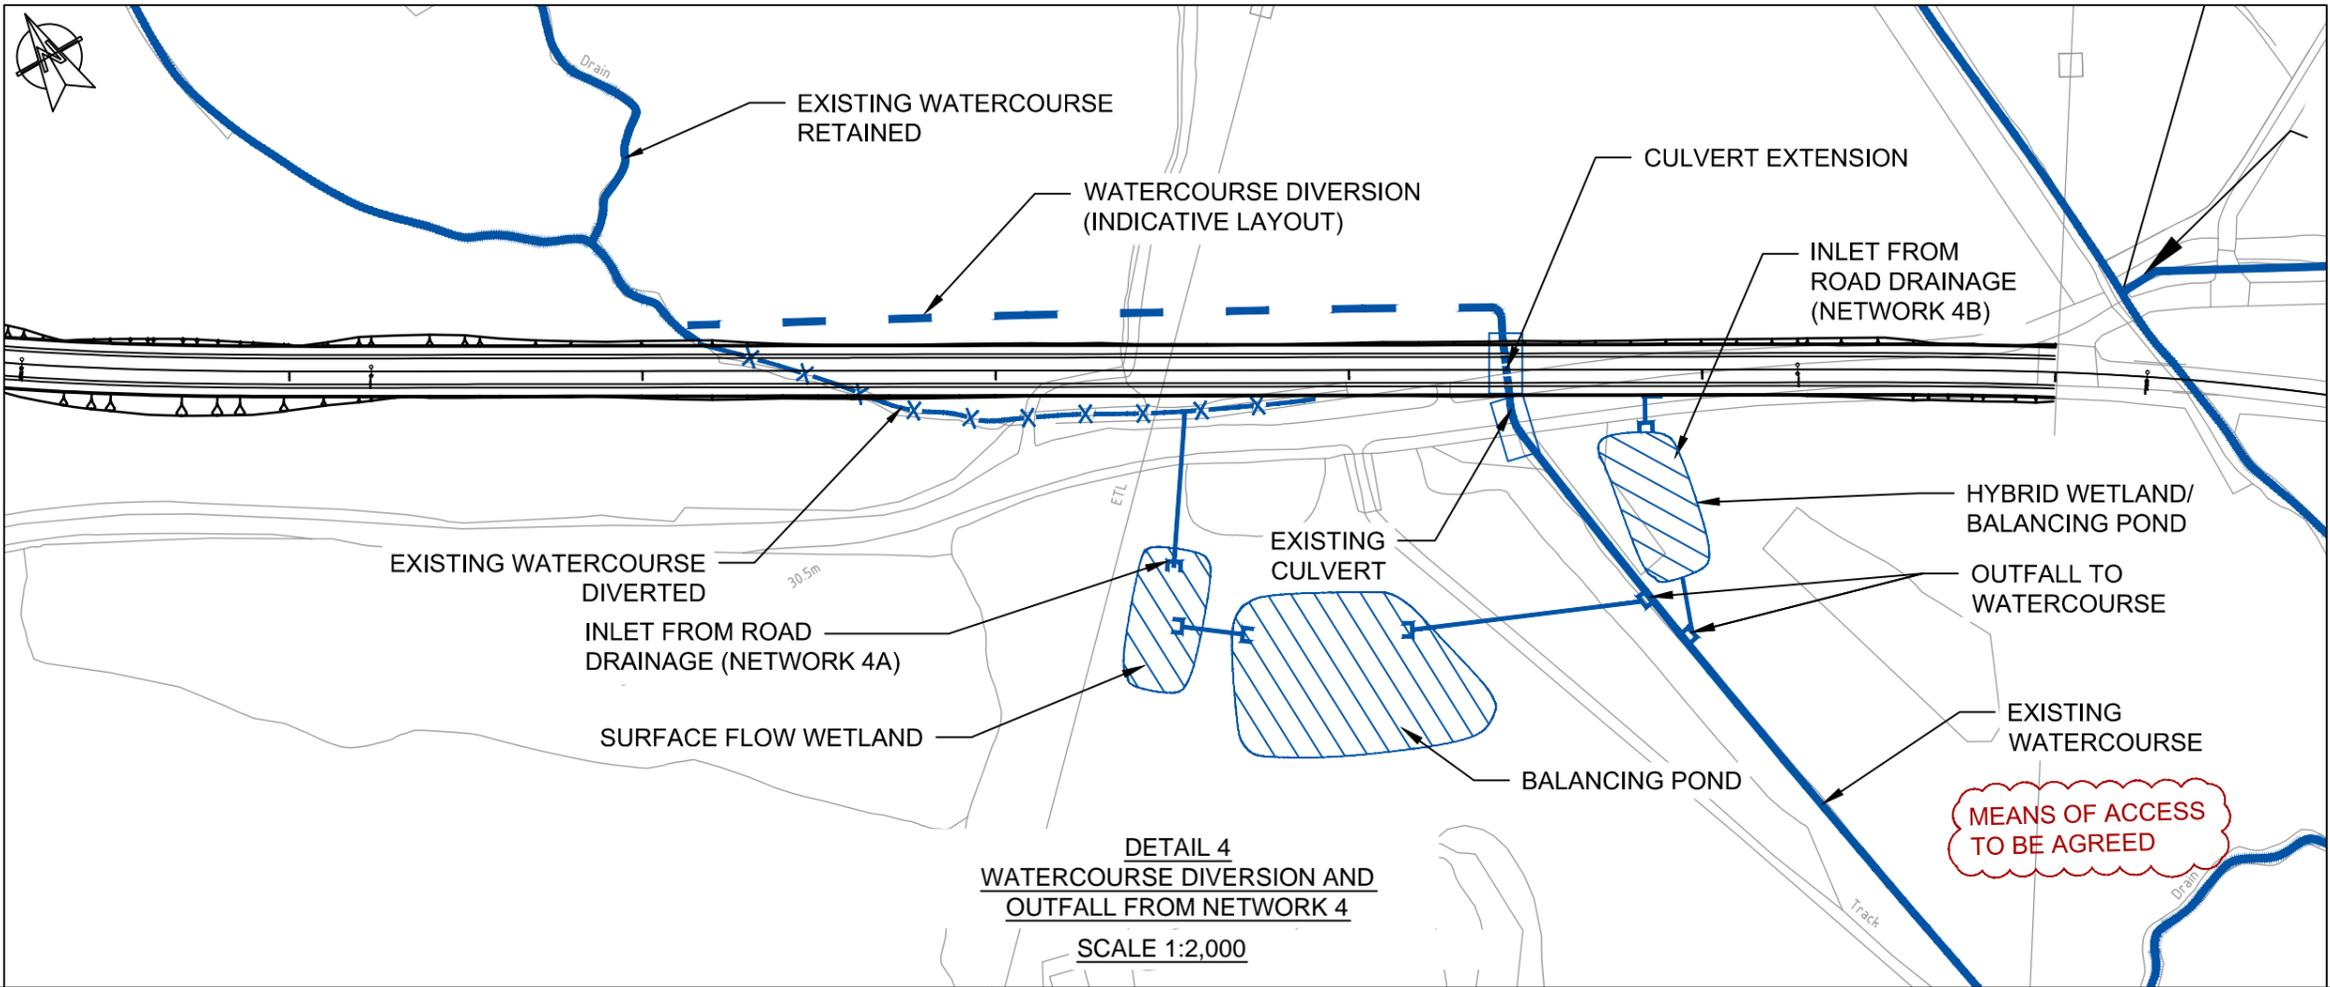 Drain
EXISTING WATERCOURSE
RETAINED
CULVERT EXTENSION
WATERCOURSE DIVERSION
(INDICATIVE LAYOUT)
INLET FROM
ROAD DRAINAGE
(NETWORK 4B)
HYBRID WETLAND/
BALANCING POND
ETL
EXISTING
CULVERT
EXISTING WATERCOURSE
DIVERTED
30.5m
OUTFALL TO
WATERCOURSE
INLET FROM ROAD
DRAINAGE (NETWORK 4A)
SURFACE FLOW WETLAND
EXISTING
WATERCOURSE
BALANCING POND
MEANS OF ACCESS
TO BE AGREED
DETAIL 4
WATERCOURSE DIVERSION AND
OUTFALL FROM NETWORK 4
SCALE 1:2,000
Drain
Track